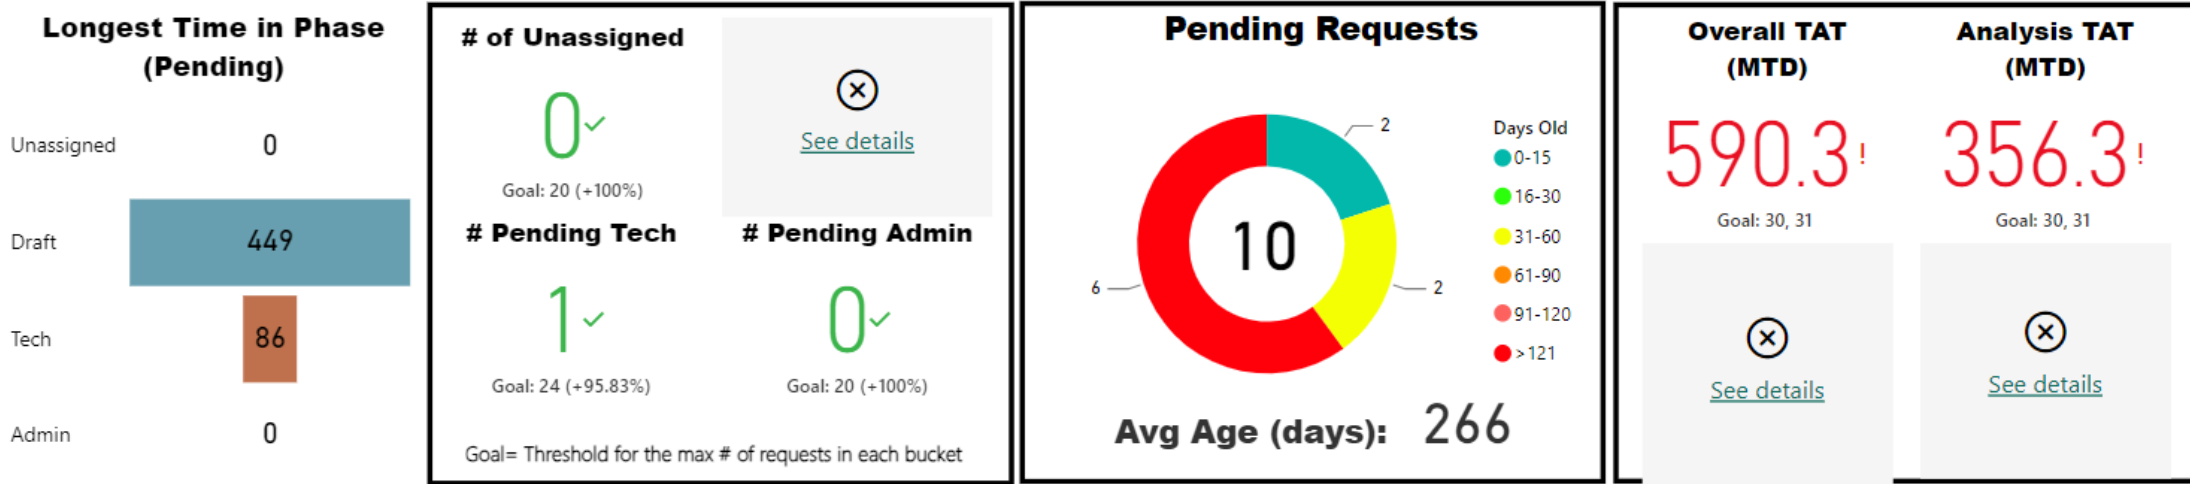 Longest Time in Phase
(Pending)
Unassigned
0
Draft
449
Tech
86
Admin
0
# of Unassigned
0
Goal: 20 (+100%)
See details
# Pending Tech
1
Goal: 24 (+95.83%)
# Pending Admin
0
Goal: 20 (+100%)
Goal= Threshold for the max # of requests in each bucket
Pending Requests
2
2
6
10
Days Old
0-15
16-30
31-60
61-90
91-120
>121
Avg Age (days): 266
Overall TAT
(MTD)
590.3!
Goal: 30, 31
See details
Analysis TAT
(MTD)
356.3!
Goal: 30, 31
See details